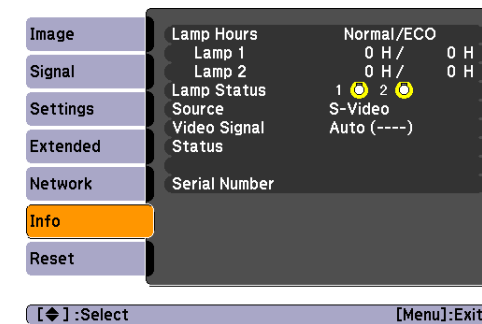 Image
Signal
Settings
Extended
Network
Info
Reset
Lamp Hours Normal/ECO
Lamp 1 0 H/ 0 H
Lamp 2 0 H/ 0 H
Lamp Status 1 2
Source S-Video
Video Signal Auto (----)
Status
Serial Number
[◆] :Select [Menu]:Exit